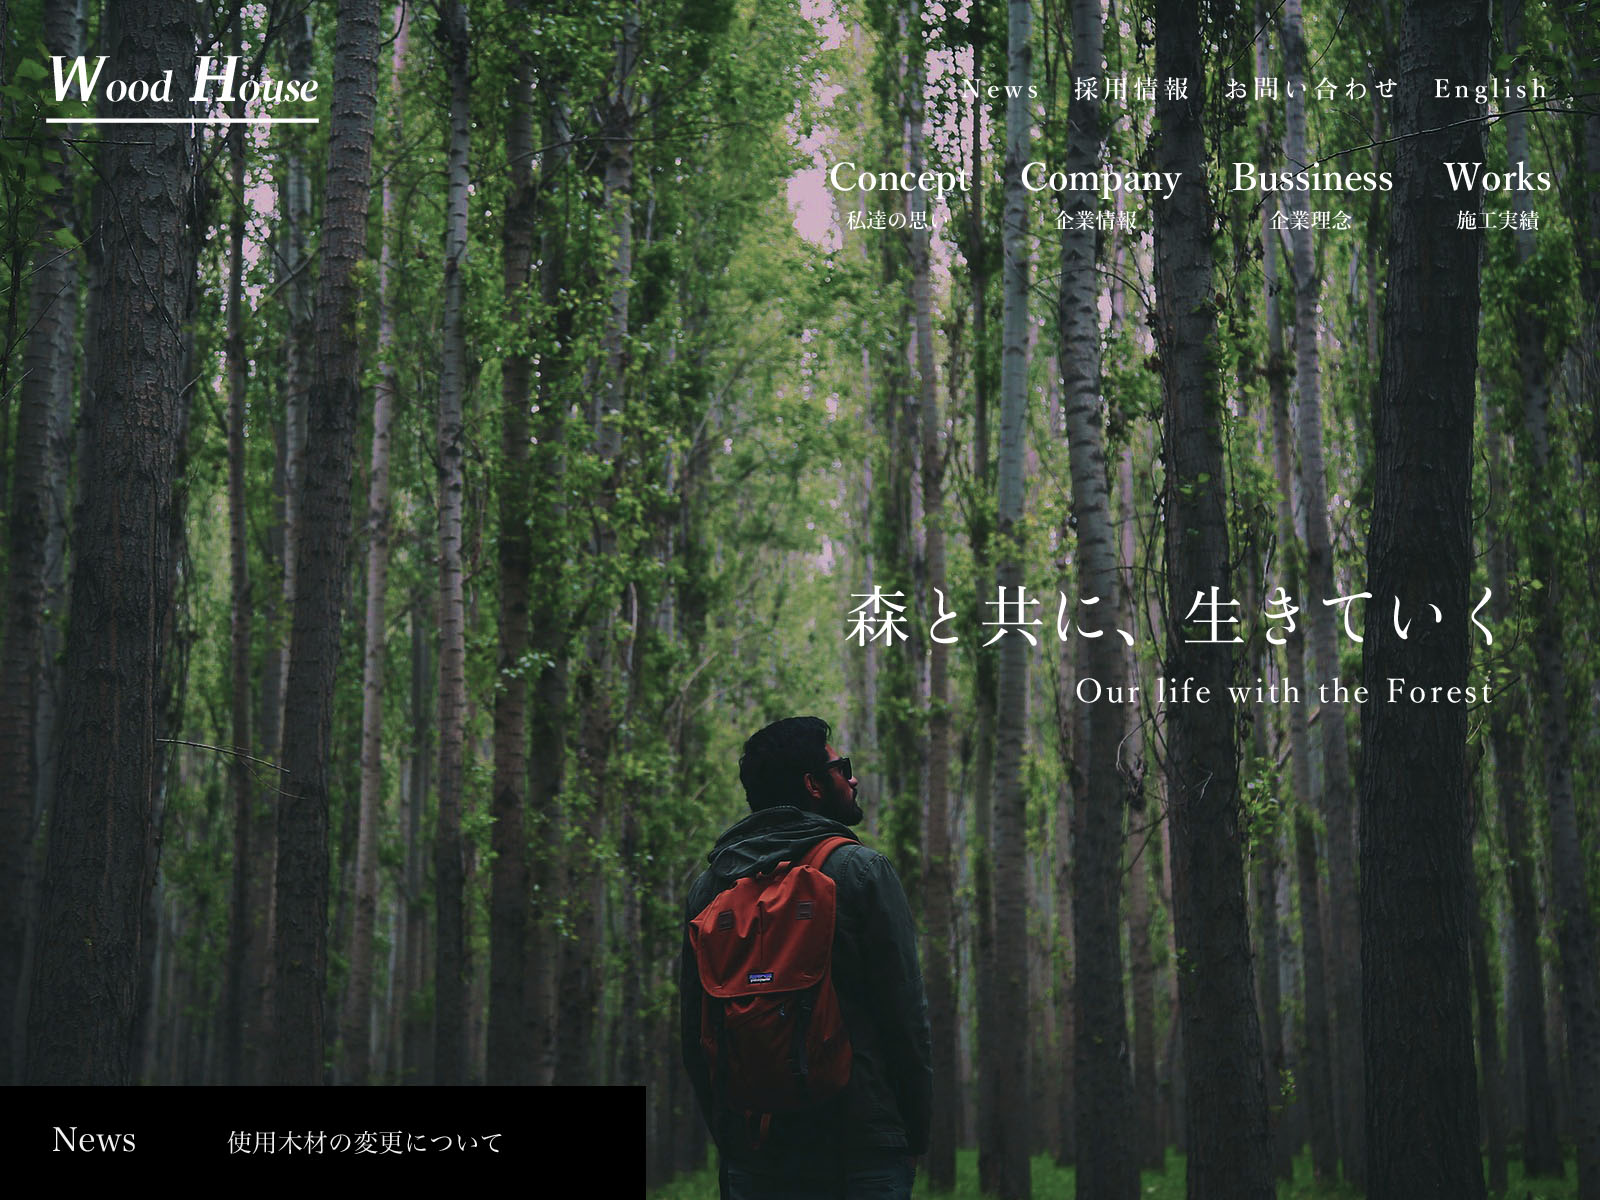 Wood House
News 採用情報 お問い合わせ English
Concept Company Bussiness Works
私達の思い 企業情報 企業理念 施工実績
森と共に、生きていく
Our life with the Forest
News 使用木材の変更について